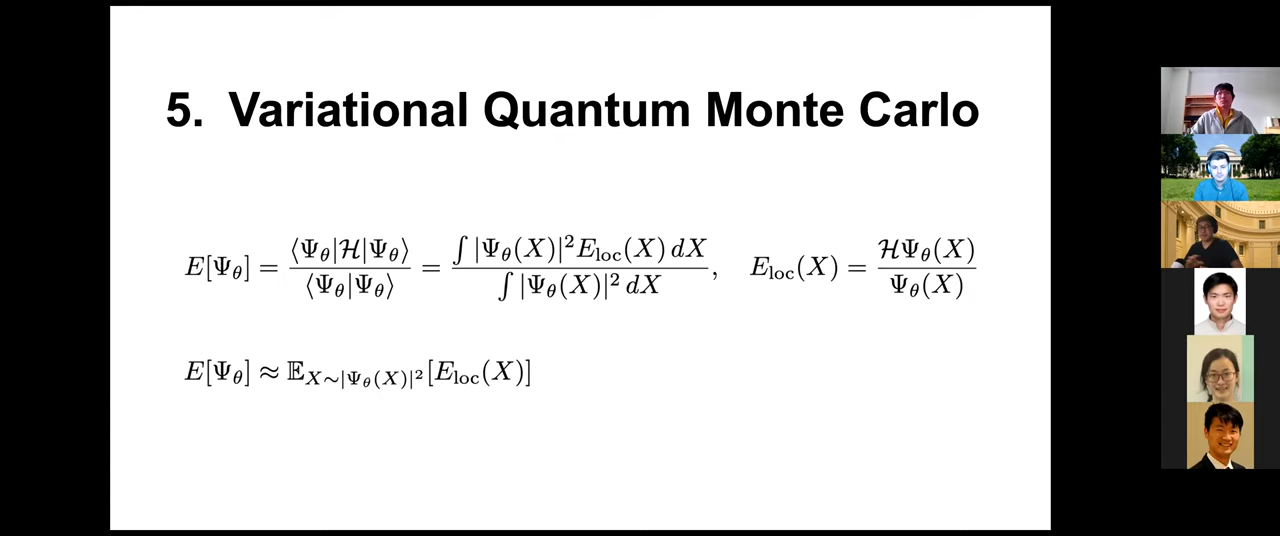 5. Variational Quantum Monte Carlo
E[Ψ_θ] = ⟨Ψ_θ|ℋ|Ψ_θ⟩ / ⟨Ψ_θ|Ψ_θ⟩ = ∫ |Ψ_θ(X)|² E_loc(X) dX / ∫ |Ψ_θ(X)|² dX, E_loc(X) = ℋΨ_θ(X) / Ψ_θ(X)
E[Ψ_θ] ≈ 𝔼_{X∼|Ψ_θ(X)|²}[E_loc(X)]